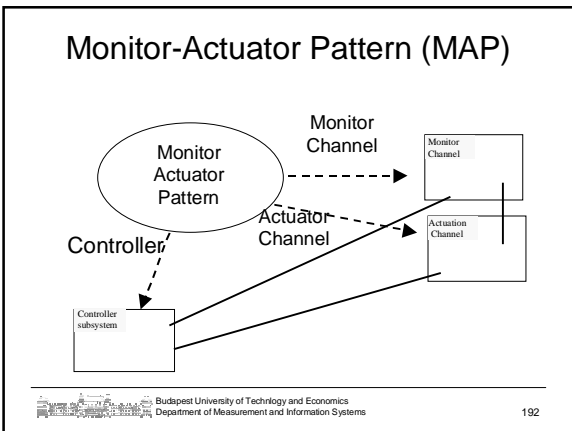 Monitor-Actuator Pattern (MAP)
Monitor
Actuator
Pattern
Monitor
Channel
Monitor
Channel
Actuator
Channel
Actuation
Channel
Controller
Controller
subsystem
Budapest University of Technlogy and Economics
Department of Measurement and Information Systems
192